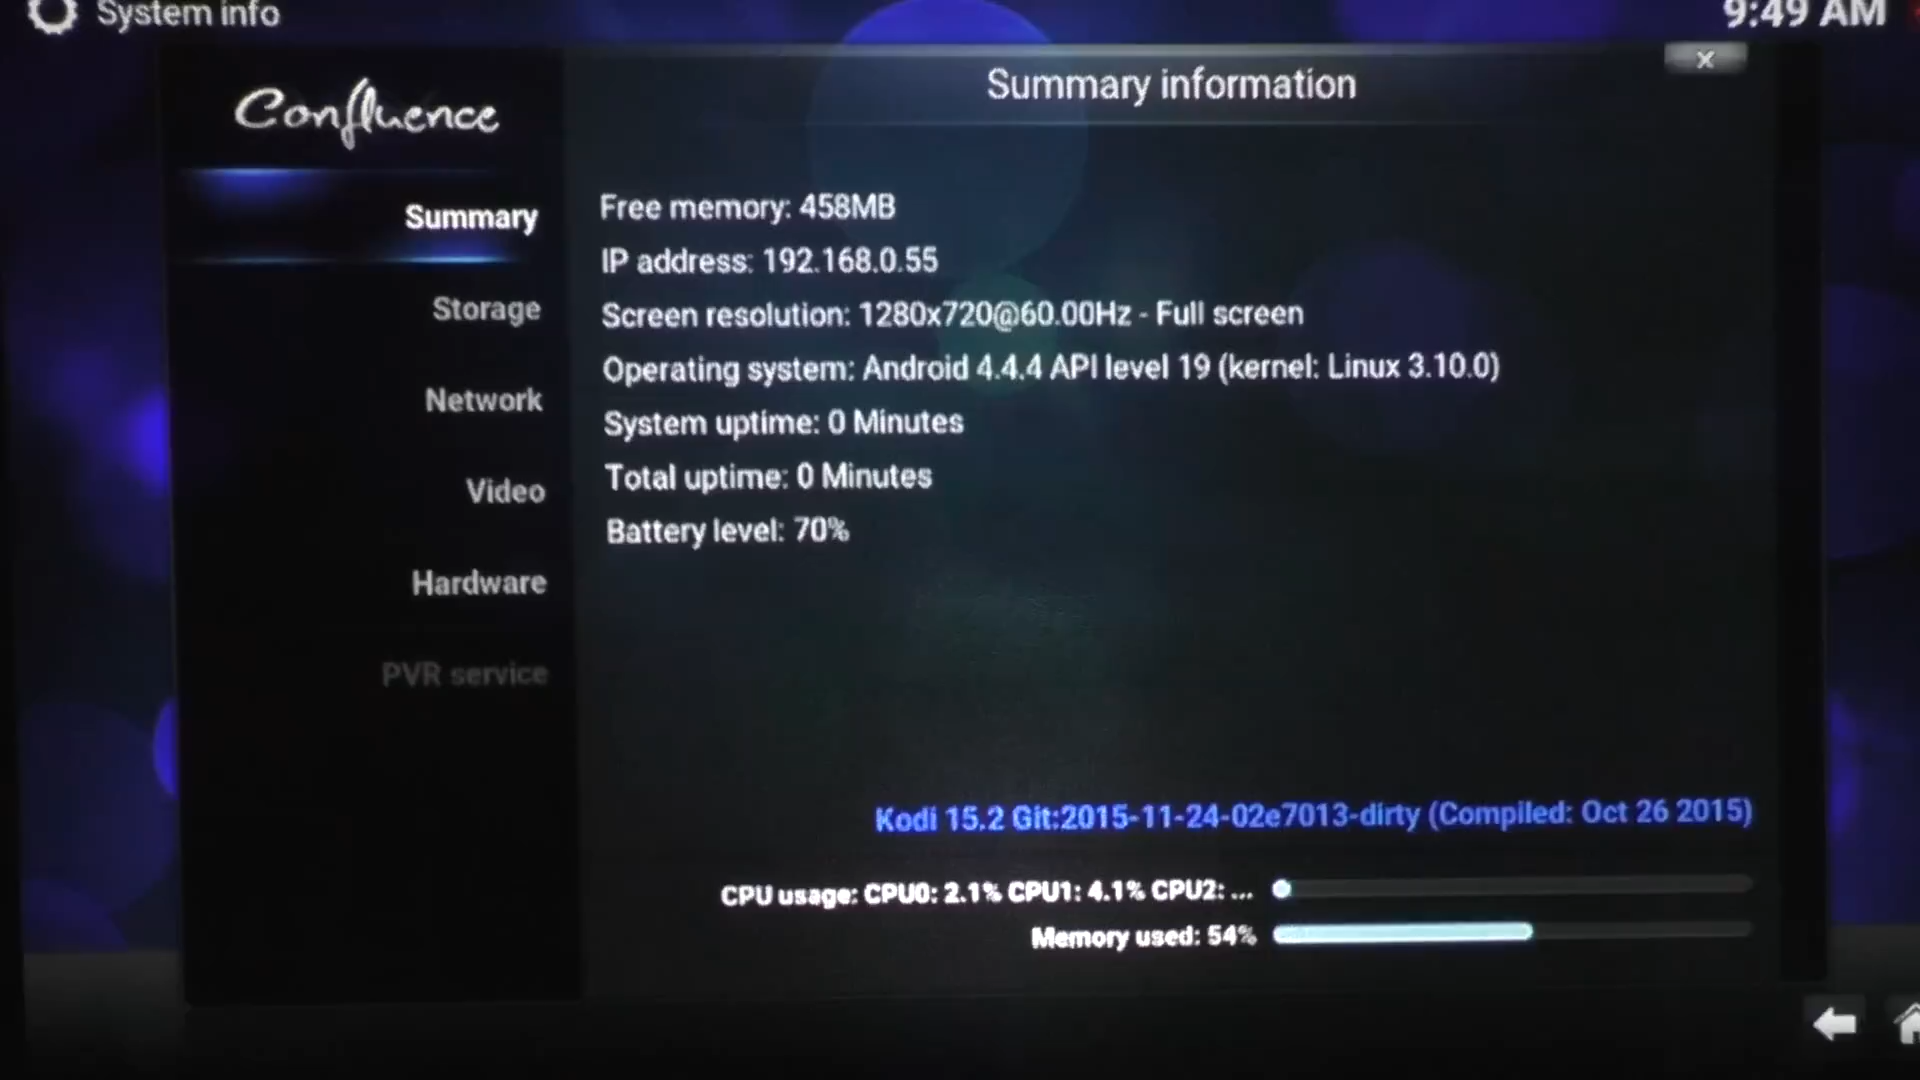 System info
9:49 AM
Confluence
Summary information
Summary
Storage
Network
Video
Hardware
PVR service
Free memory: 458MB
IP address: 192.168.0.55
Screen resolution: 1280x720@60.00Hz - Full screen
Operating system: Android 4.4.4 API level 19 (kernel: Linux 3.10.0)
System uptime: 0 Minutes
Total uptime: 0 Minutes
Battery level: 70%
Kodi 15.2 Git:2015-11-24-02e7013-dirty (Compiled: Oct 26 2015)
CPU usage: CPU0: 2.1% CPU1: 4.1% CPU2: ...
Memory used: 54%